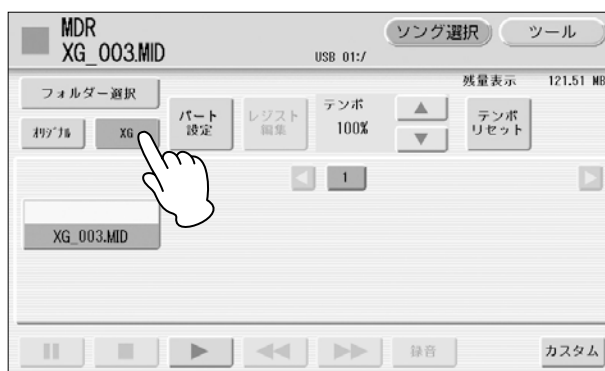 MDR
XG_003.MID
USB 01:/
ソング選択
ツール
残量表示 121.51 MB
フォルダー選択
ｵﾘｼﾞﾅﾙ
XG
パート
設定
レジスト
編集
テンポ
100%
テンポ
リセット
1
XG_003.MID
録音
カスタム